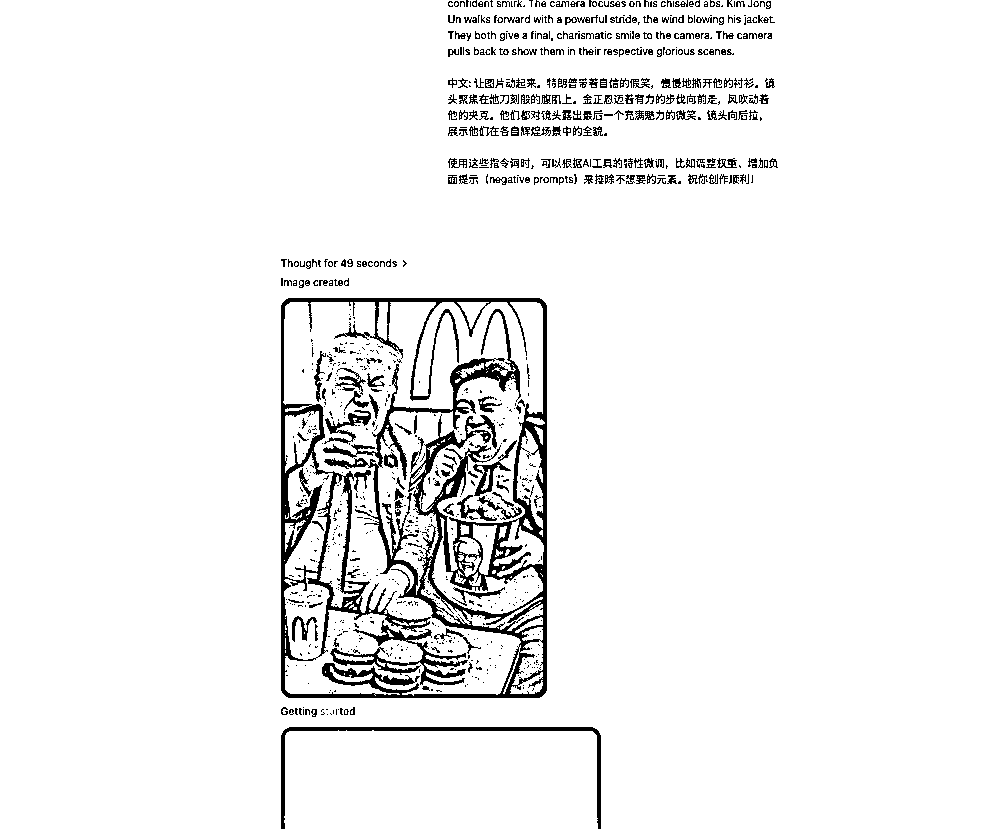 confident smirk. The camera focuses on his chiseled abs. Kim Jong
Un walks forward with a powerful stride, the wind blowing his jacket.
They both give a final, charismatic smile to the camera. The camera
pulls back to show them in their respective glorious scenes.
中文: 让图片动起来。特朗普带着自信的假笑，慢慢地撕开他的衬衫。镜
头聚焦在他刀刻般的腹肌上。金正恩迈着有力的步伐向前走，风吹动着
他的夹克。他们都对镜头露出最后一个充满魅力的微笑。镜头向后拉，
展示他们在各自辉煌场景中的全貌。
使用这些指令词时，可以根据AI工具的特性微调，比如调整权重、增加负
面提示（negative prompts）来排除不想要的元素。祝你创作顺利！
Thought for 49 seconds >
Image created
Getting started